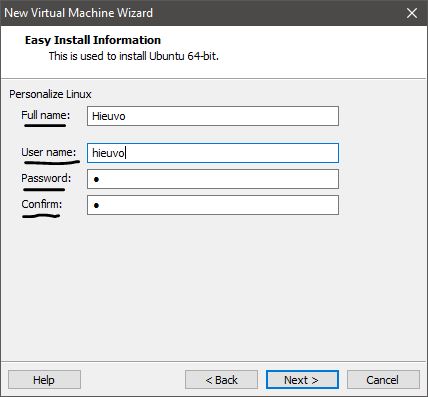 New Virtual Machine Wizard
Easy Install Information
This is used to install Ubuntu 64-bit.
Personalize Linux
Full name: Hieuvo
User name: hieuvo
Password: ●
Confirm: ●
Help < Back Next > Cancel